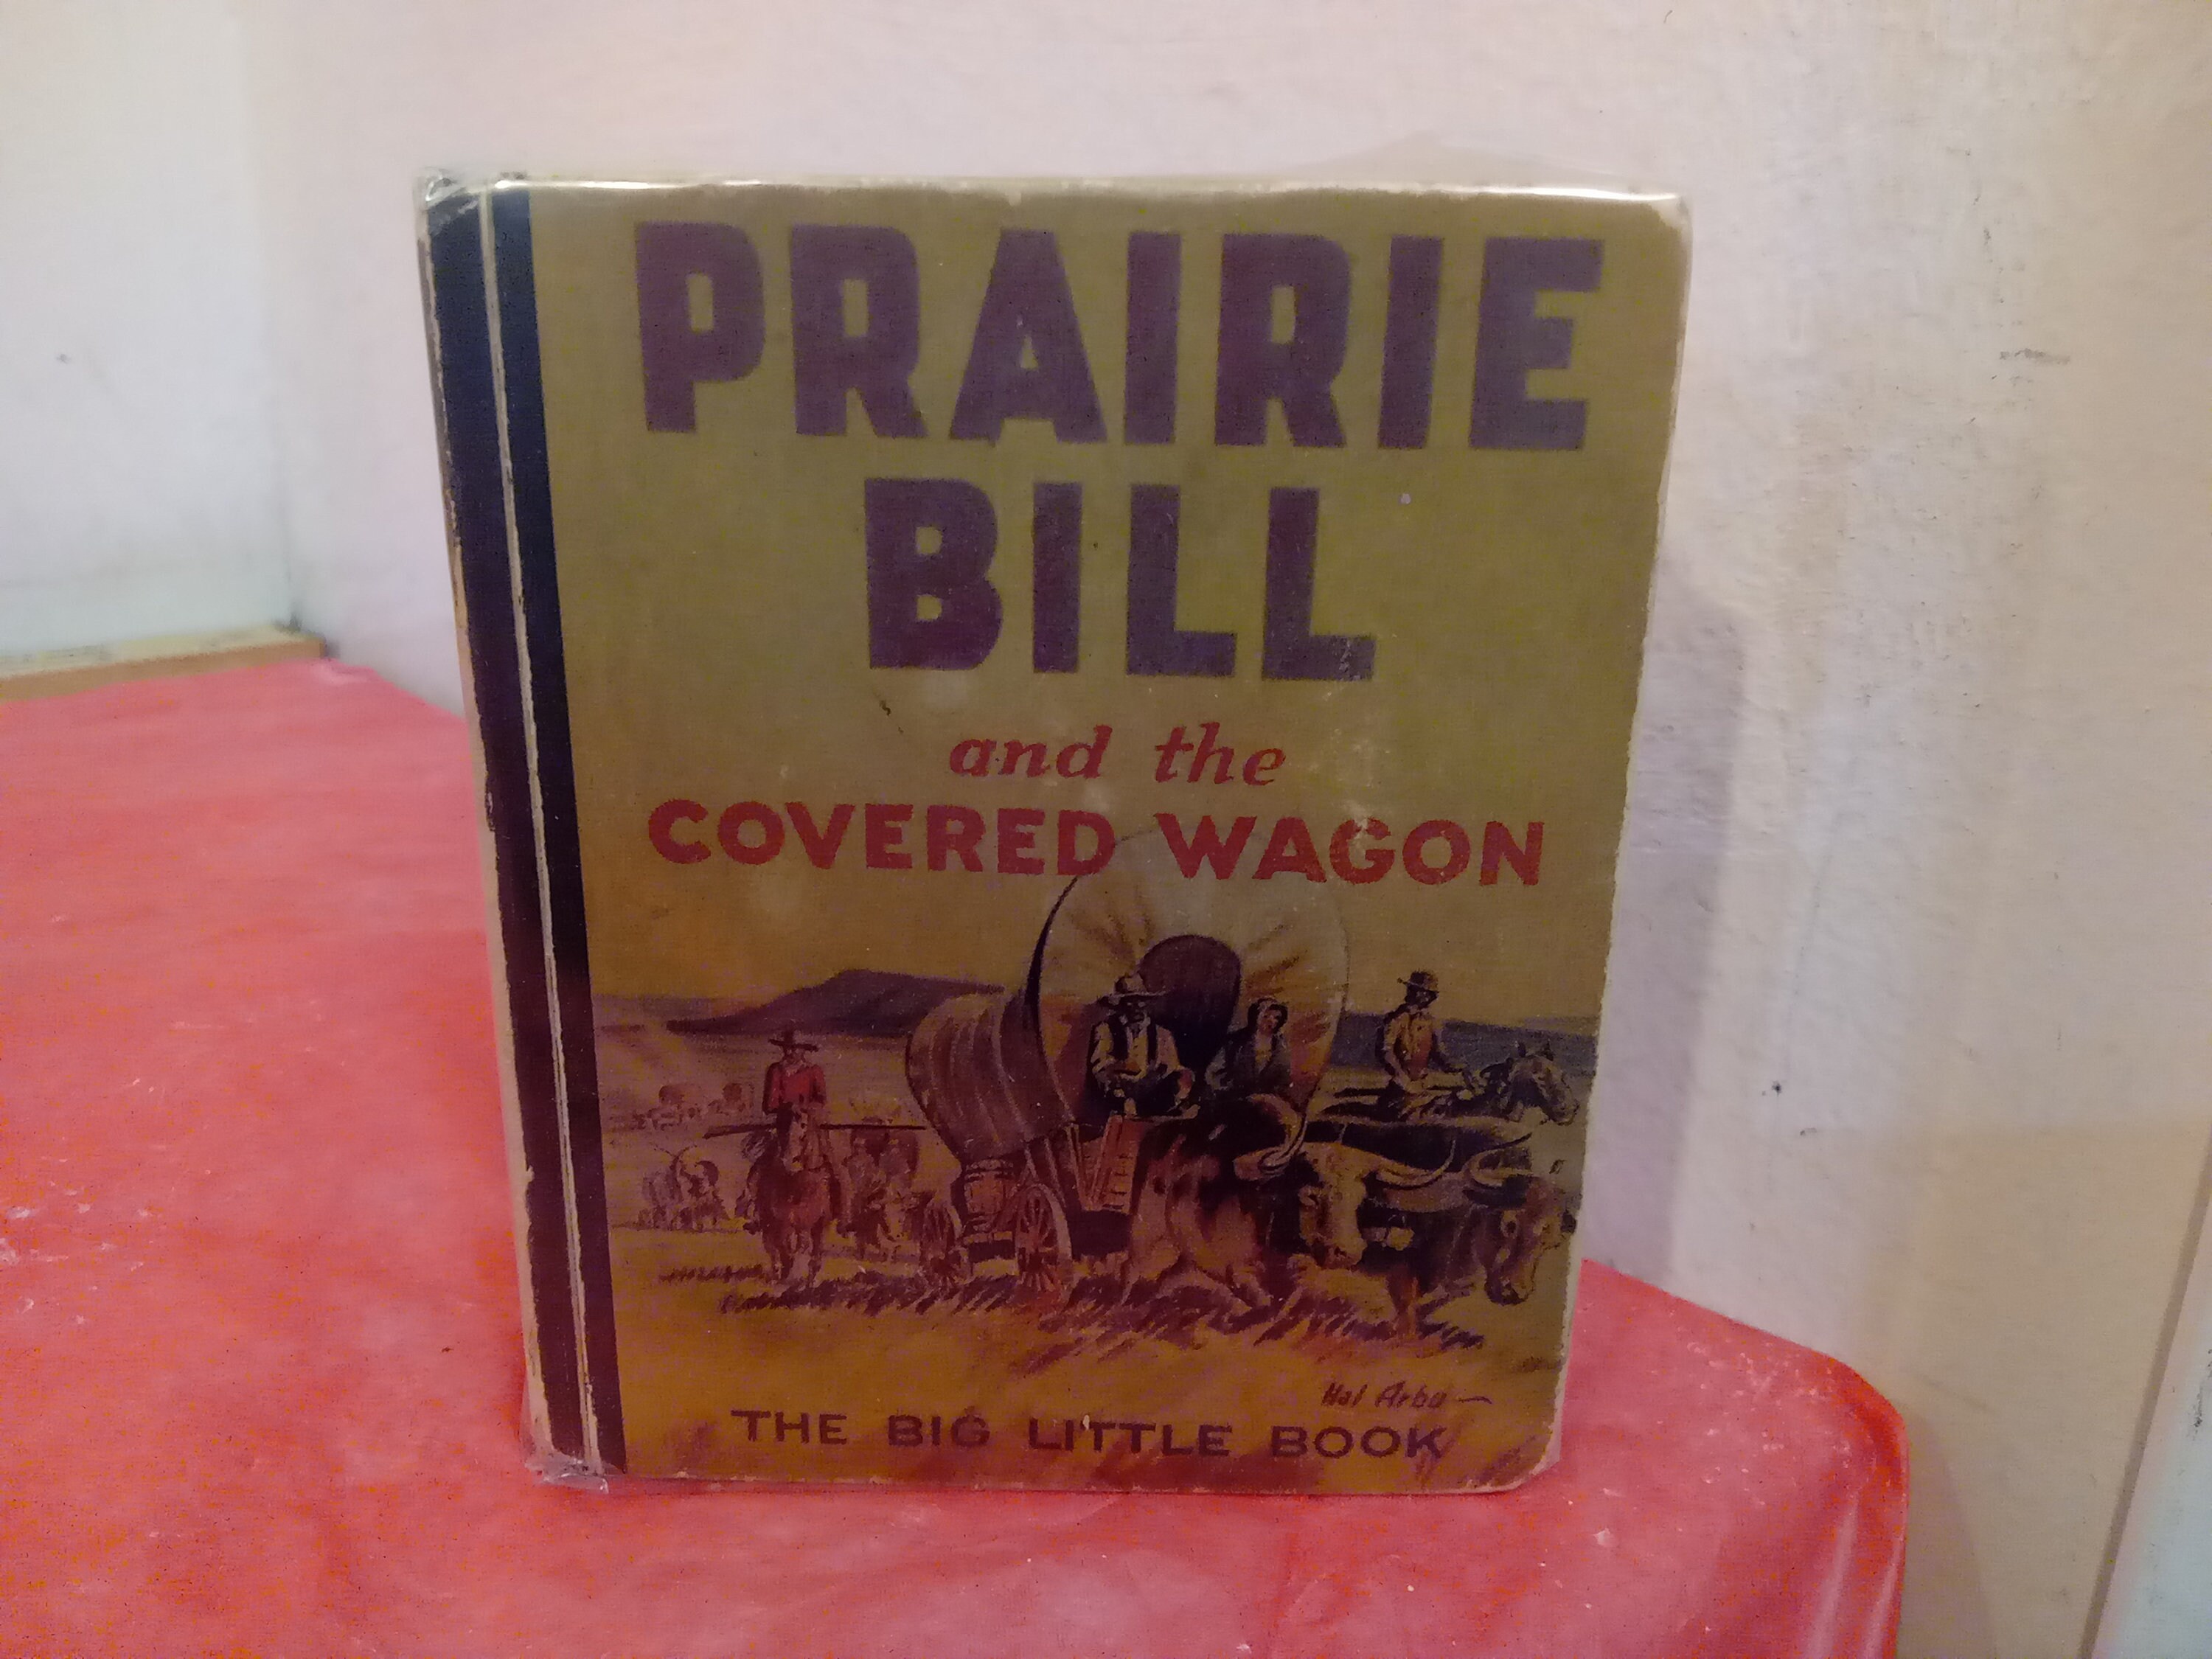 PRAIRIE
BILL
and the
COVERED WAGON
Hal Arbo
THE BIG LITTLE BOOK